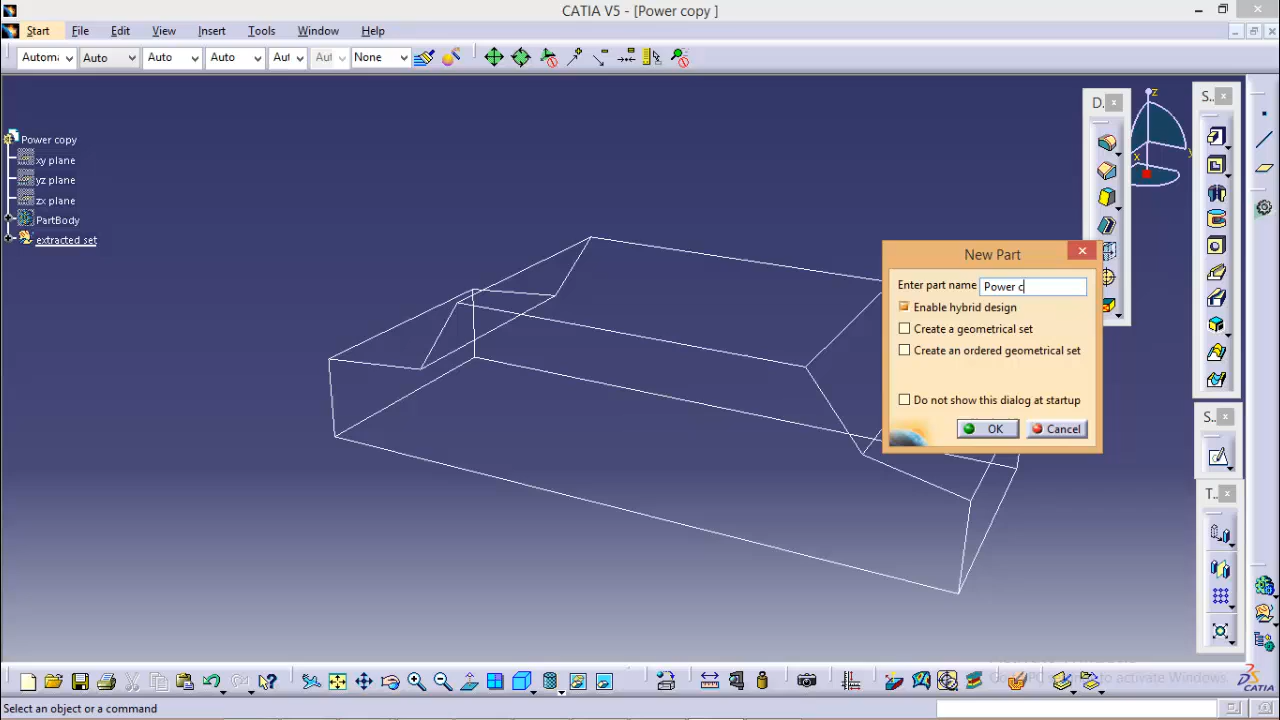 CATIA V5 - [Power copy ]
Start File Edit View Insert Tools Window Help
Automa Auto Auto Auto Aut Aut None
D.. S..
z
x
y
Power copy
xy plane
yz plane
zx plane
PartBody
extracted set
New Part
Enter part name Power c
Enable hybrid design
Create a geometrical set
Create an ordered geometrical set
Do not show this dialog at startup
OK Cancel
S..
T..
to activate Windows.
CATIA
Select an object or a command